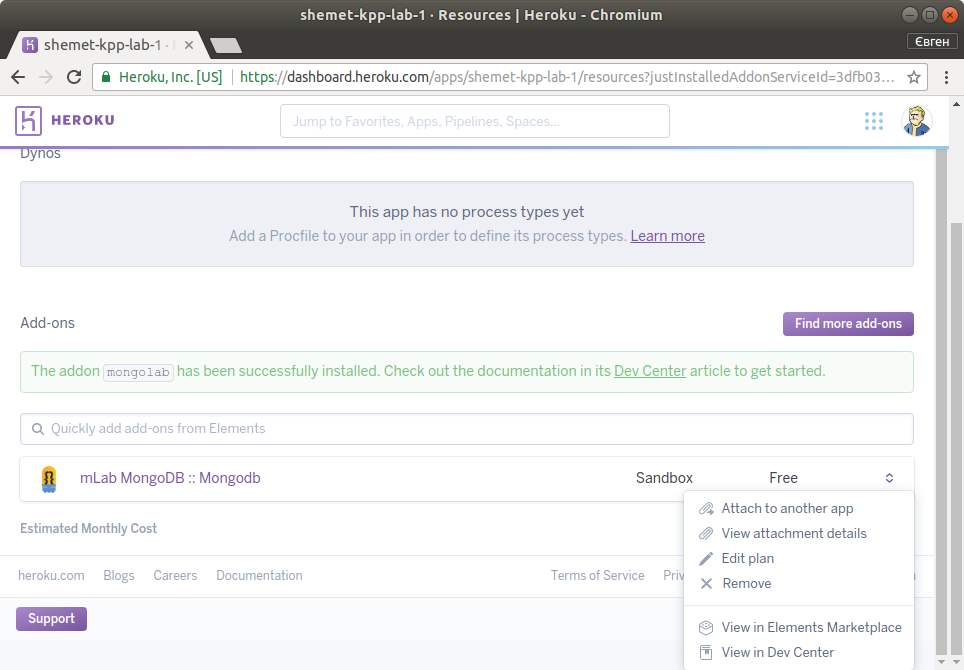 shemet-kpp-lab-1 · Resources | Heroku - Chromium
shemet-kpp-lab-1 ·
Євген
Heroku, Inc. [US] https://dashboard.heroku.com/apps/shemet-kpp-lab-1/resources?justInstalledAddonServiceId=3dfb03...
HEROKU
Jump to Favorites, Apps, Pipelines, Spaces...
Dynos
This app has no process types yet
Add a Procfile to your app in order to define its process types. Learn more
Add-ons
Find more add-ons
The addon mongolab has been successfully installed. Check out the documentation in its Dev Center article to get started.
Quickly add add-ons from Elements
mLab MongoDB :: Mongodb Sandbox Free
Attach to another app
View attachment details
Edit plan
Remove
View in Elements Marketplace
View in Dev Center
Estimated Monthly Cost
heroku.com Blogs Careers Documentation Terms of Service
Support